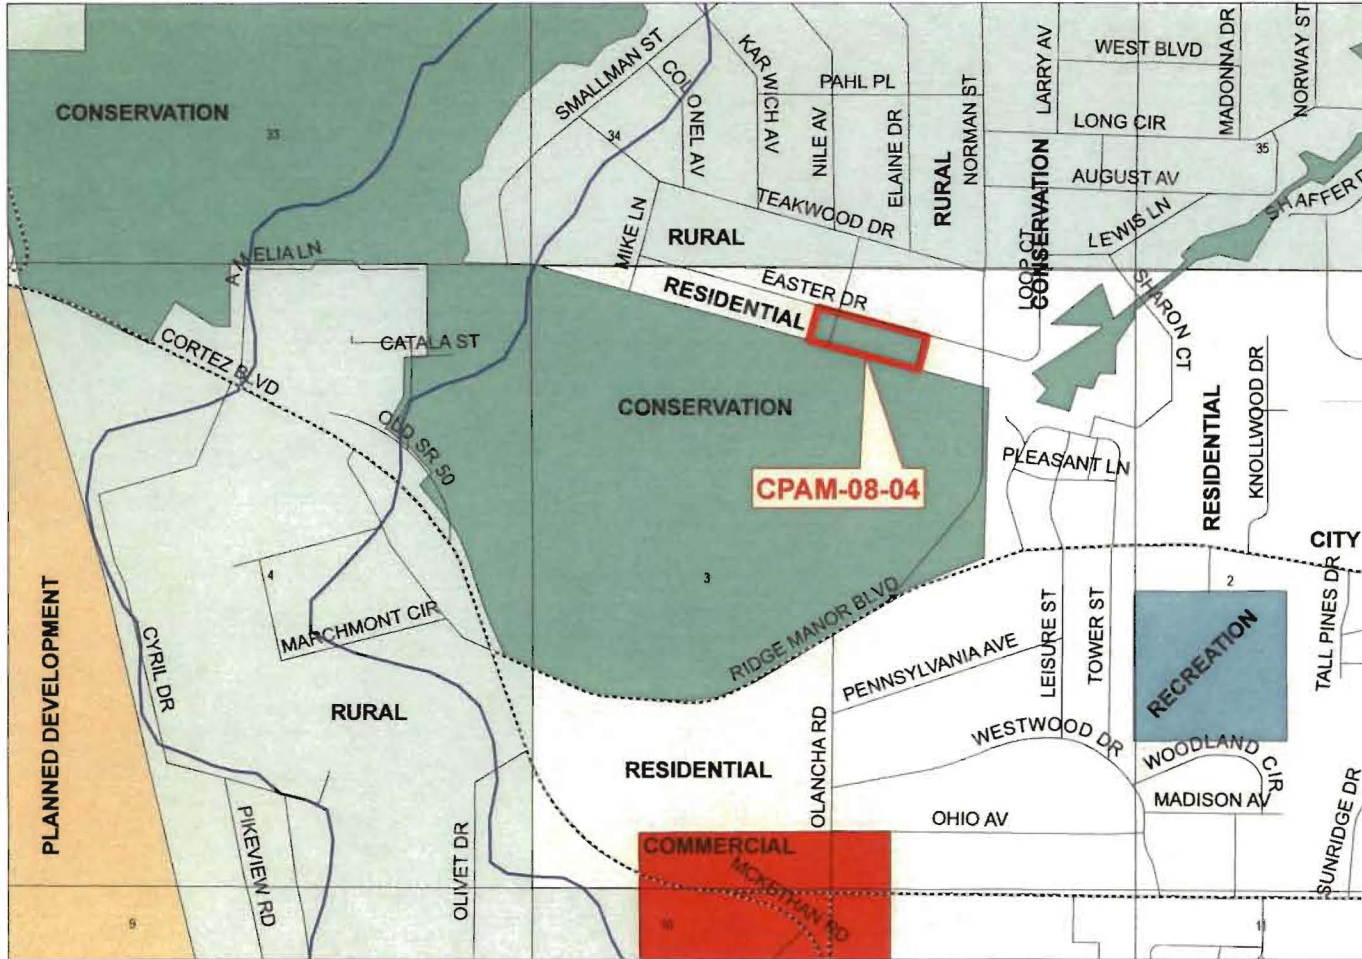 CONSERVATION
33
SMALLMAN ST
COLONEL AV
KARWICH AV
PAHL PL
NILE AV
ELAINE DR
RURAL
NORMAN ST
LARRY AV
WEST BLVD
MADONNA DR
NORWAY ST
34
LONG CIR
35
CONSERVATION
AUGUST AV
MIKE LN
TEAKWOOD DR
RURAL
LEWIS LN
AMELIA LN
EASTER DR
RESIDENTIAL
LOOP CT
SHARON CT
CORTEZ BLVD
CATALA ST
CONSERVATION
OLD SR 50
PLEASANT LN
RESIDENTIAL
KNOLLWOOD DR
CPAM-08-04
CITY
PLANNED DEVELOPMENT
4
3
2
MARCHMONT CIR
CYRIL DR
RIDGE MANOR BLVD
PENNSYLVANIA AVE
LEISURE ST
TOWER ST
RECREATION
TALL PINES DR
RURAL
OLANCHA RD
WESTWOOD DR
WOODLAND CIR
RESIDENTIAL
MADISON AV
OHIO AV
PIKEVIEW RD
OLIVET DR
COMMERCIAL
MCKETHAN RD
SUNRIDGE DR
9
10
11